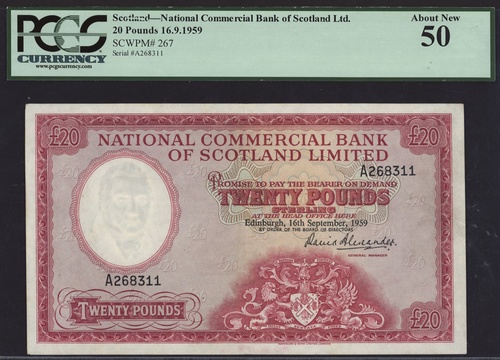 PCGS
CURRENCY
www.pcgscurrency.com
Scotland—National Commercial Bank of Scotland Ltd.
20 Pounds 16.9.1959
SCWPM# 267
Serial #A268311
About New
50
£20
£20
NATIONAL COMMERCIAL BANK
OF SCOTLAND LIMITED
A268311
PROMISE TO PAY THE BEARER ON DEMAND
TWENTY POUNDS
STERLING
AT THE HEAD OFFICE HERE
Edinburgh, 16th September, 1959
BY ORDER OF THE BOARD OF DIRECTORS
David Alexander
GENERAL MANAGER
A268311
TWENTY POUNDS
£20